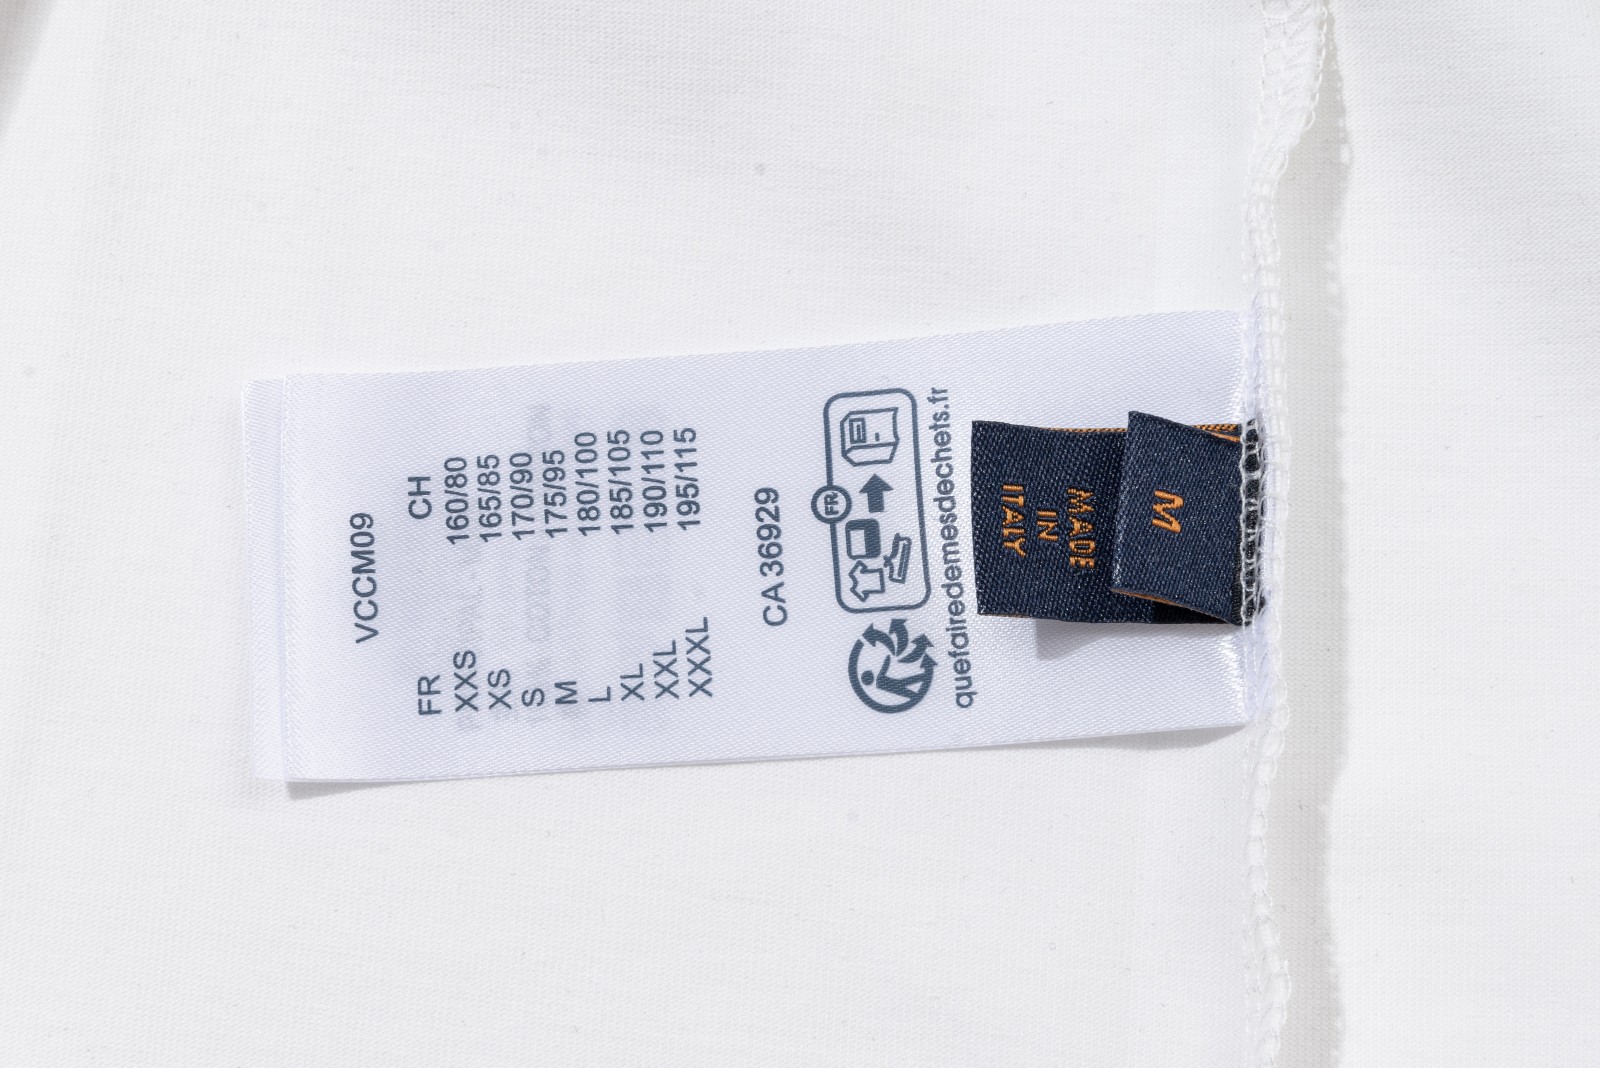 VCCM09
FR CH
XXS 160/80
XS 165/85
S 170/90
M 175/95
L 180/100
XL 185/105
XXL 190/110
XXXL 195/115
CA 36929
FR
quefairedemesdechets.fr
M
MADE
IN
ITALY